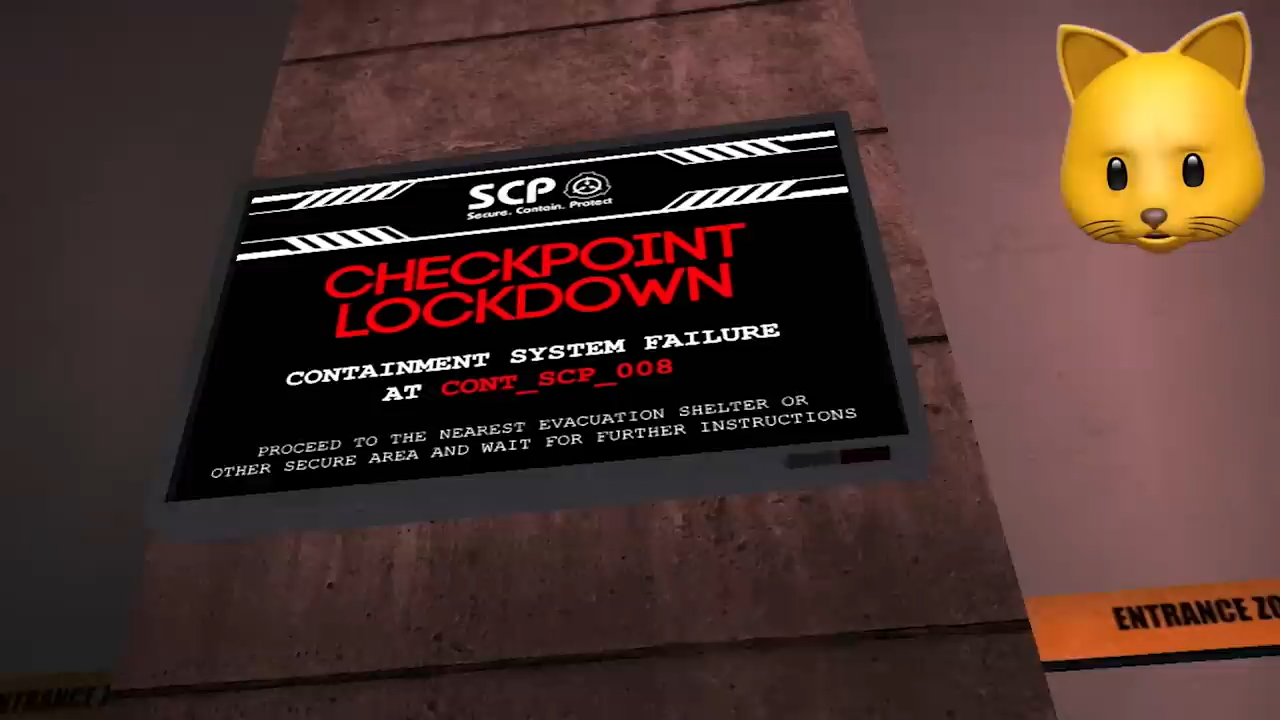 SCP
Secure. Contain. Protect
CHECKPOINT
LOCKDOWN
CONTAINMENT SYSTEM FAILURE
AT CONT_SCP_008
PROCEED TO THE NEAREST EVACUATION SHELTER OR
OTHER SECURE AREA AND WAIT FOR FURTHER INSTRUCTIONS
ENTRANCE ZO
NTRANCE